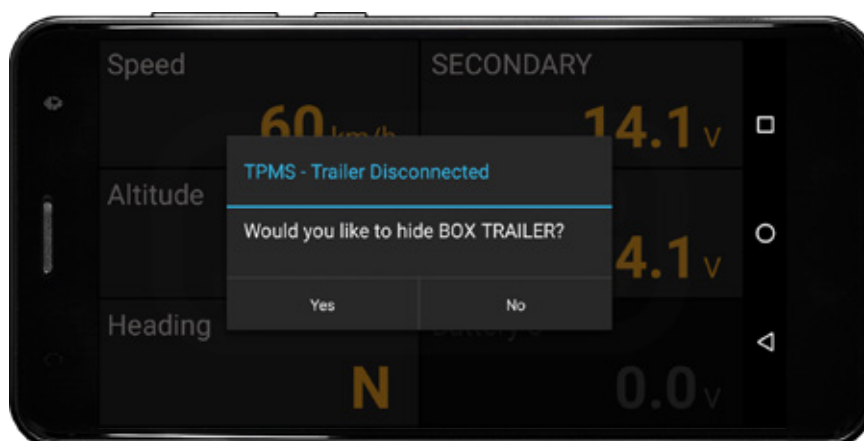 Speed
60 km/h
SECONDARY
14.1 V
TPMS - Trailer Disconnected
Would you like to hide BOX TRAILER?
Yes
No
Altitude
4.1 V
Heading
N
0.0 V